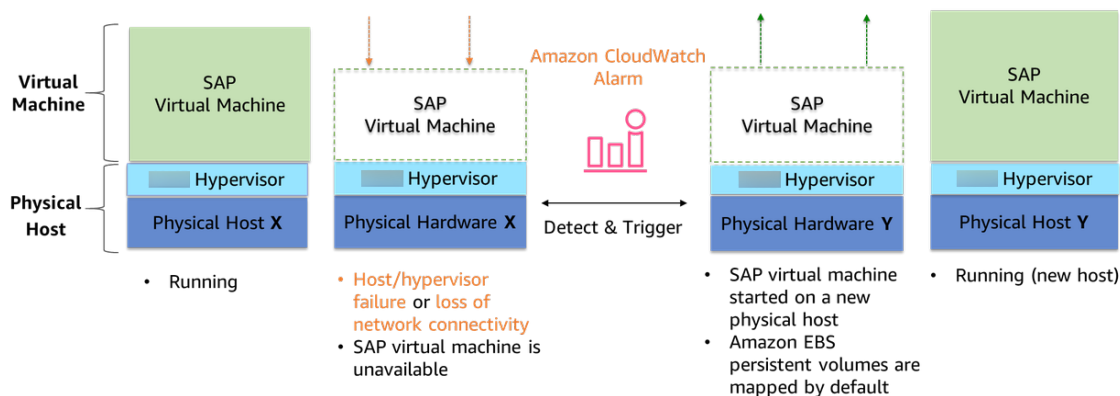 Virtual
Machine
Physical
Host
SAP
Virtual Machine
Hypervisor
Physical Host X
• Running
SAP
Virtual Machine
Hypervisor
Physical Hardware X
• Host/hypervisor
failure or loss of
network connectivity
• SAP virtual machine is
unavailable
Amazon CloudWatch
Alarm
Detect & Trigger
SAP
Virtual Machine
Hypervisor
Physical Hardware Y
• SAP virtual machine
started on a new
physical host
• Amazon EBS
persistent volumes are
mapped by default
SAP
Virtual Machine
Hypervisor
Physical Host Y
• Running (new host)